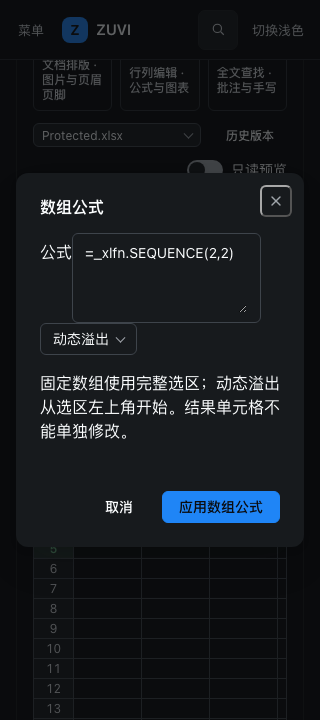 菜单
Z
ZUVI
切换浅色
文档排版 ·
图片与页眉
页脚
行列编辑 ·
公式与图表
全文查找 ·
批注与手写
Protected.xlsx
历史版本
只读预览
数组公式
公式
=_xlfn.SEQUENCE(2,2)
动态溢出
固定数组使用完整选区；动态溢出
从选区左上角开始。结果单元格不
能单独修改。
取消
应用数组公式
5
6
7
8
9
10
11
12
13